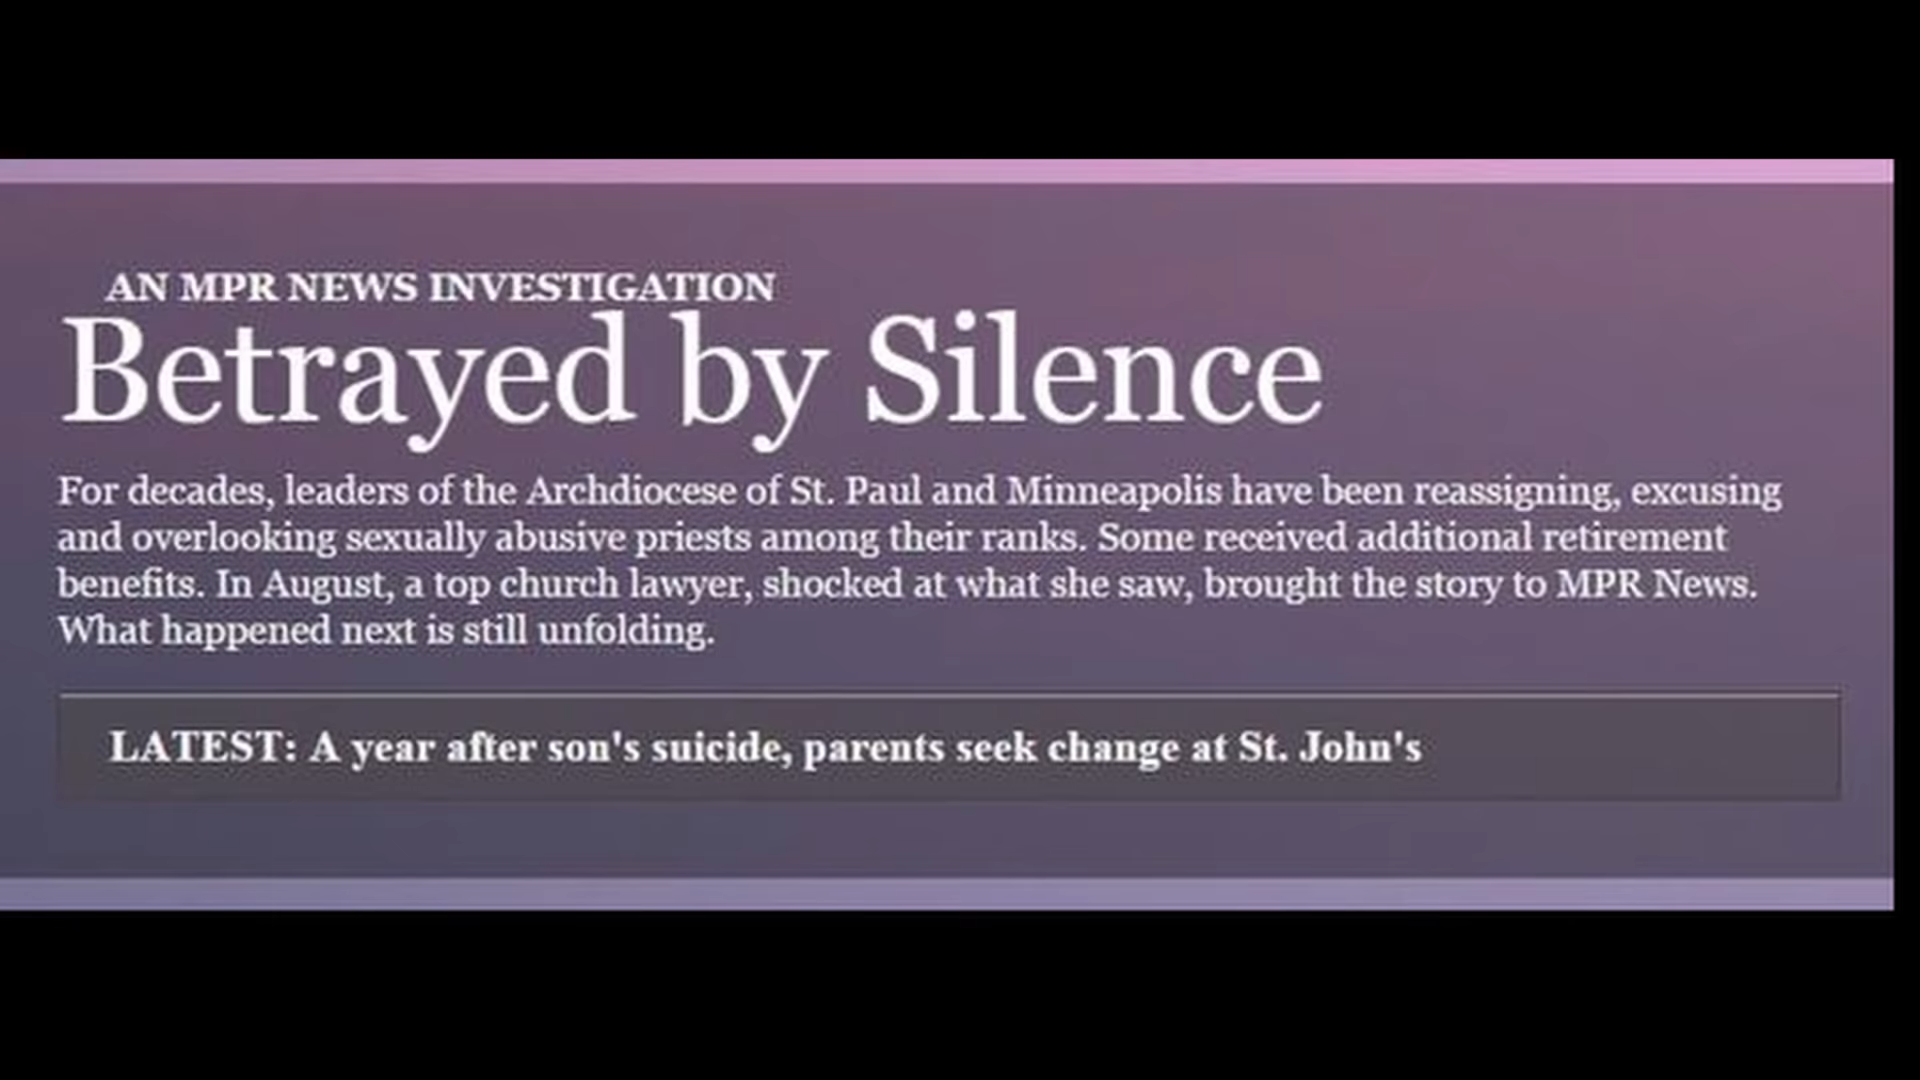 AN MPR NEWS INVESTIGATION
Betrayed by Silence
For decades, leaders of the Archdiocese of St. Paul and Minneapolis have been reassigning, excusing
and overlooking sexually abusive priests among their ranks. Some received additional retirement
benefits. In August, a top church lawyer, shocked at what she saw, brought the story to MPR News.
What happened next is still unfolding.
LATEST: A year after son's suicide, parents seek change at St. John's